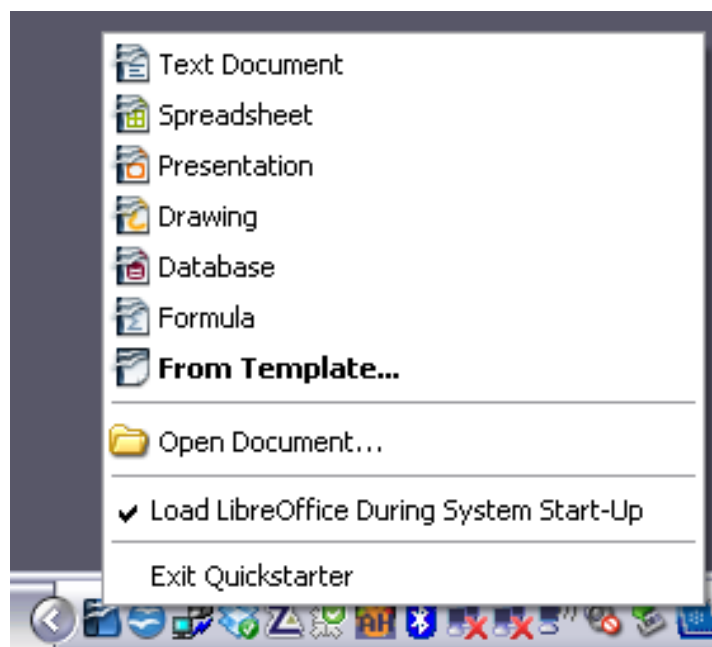 Text Document
Spreadsheet
Presentation
Drawing
Database
Formula
From Template...
Open Document...
Load LibreOffice During System Start-Up
Exit Quickstarter
AH